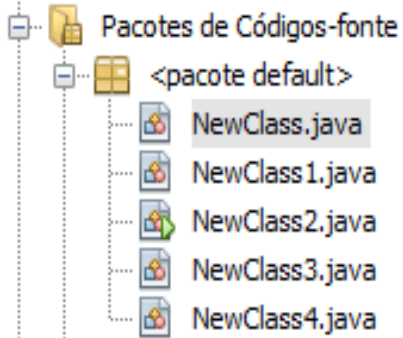 Pacotes de Códigos-fonte
<pacote default>
NewClass.java
NewClass1.java
NewClass2.java
NewClass3.java
NewClass4.java